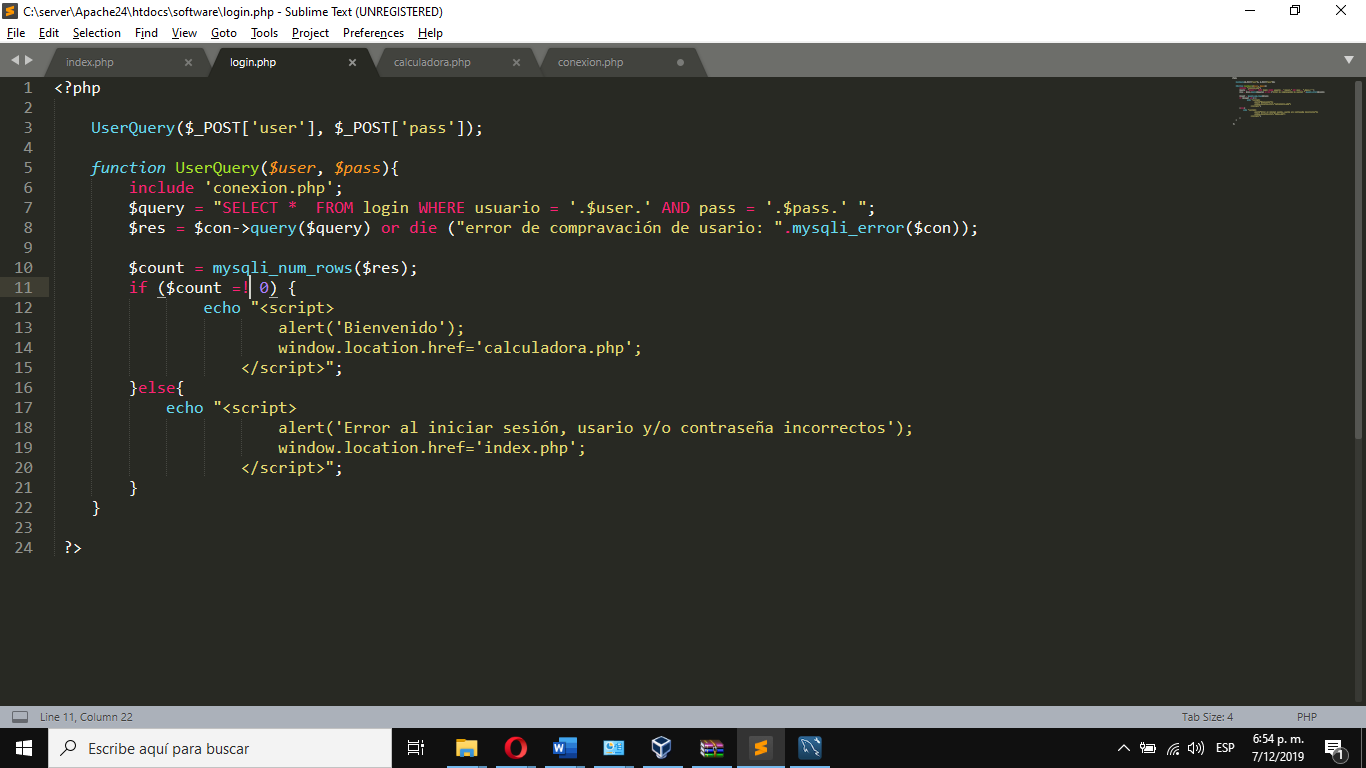 C:\server\Apache24\htdocs\software\login.php - Sublime Text (UNREGISTERED)
File Edit Selection Find View Goto Tools Project Preferences Help
index.php × login.php × calculadora.php × conexion.php
1 <?php
2
3 UserQuery($_POST['user'], $_POST['pass']);
4
5 function UserQuery($user, $pass){
6 include 'conexion.php';
7 $query = "SELECT *  FROM login WHERE usuario = '.$user.' AND pass = '.$pass.' ";
8 $res = $con->query($query) or die ("error de compravación de usario: ".mysqli_error($con));
9
10 $count = mysqli_num_rows($res);
11 if ($count =! 0) {
12 echo "<script>
13 alert('Bienvenido');
14 window.location.href='calculadora.php';
15 </script>";
16 }else{
17 echo "<script>
18 alert('Error al iniciar sesión, usario y/o contraseña incorrectos');
19 window.location.href='index.php';
20 </script>";
21 }
22 }
23
24 ?>
Line 11, Column 22 Tab Size: 4 PHP
Escribe aquí para buscar
ESP
6:54 p. m.
7/12/2019
1